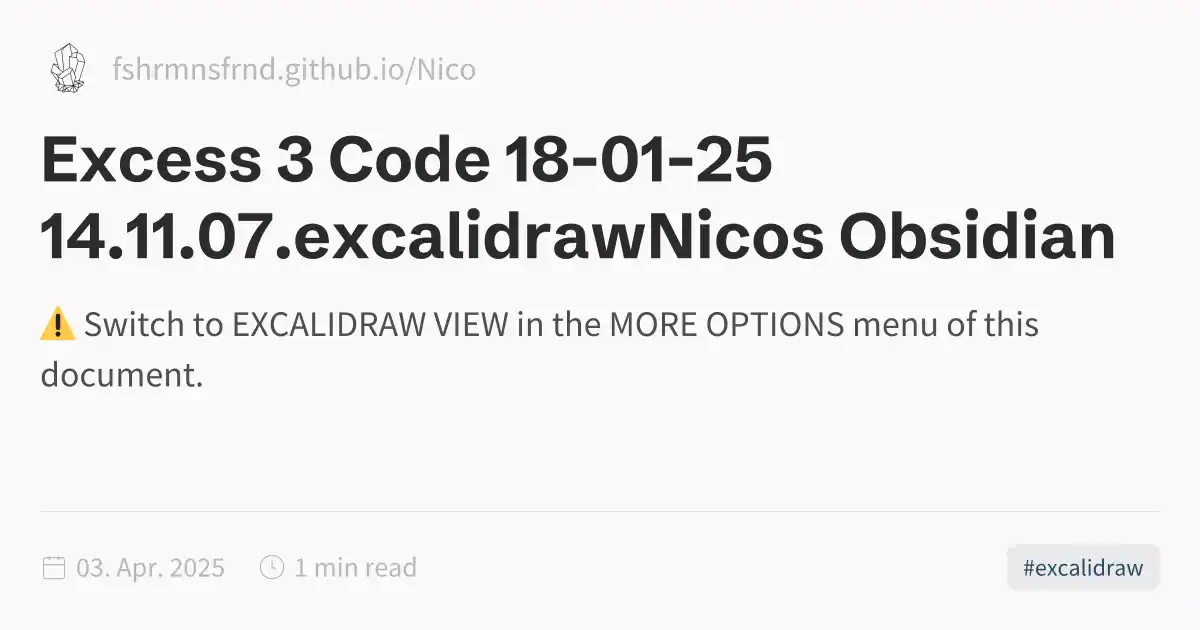 fshrmnsfrnd.github.io/Nico
Excess 3 Code 18-01-25
14.11.07.excalidrawNicos Obsidian
⚠️ Switch to EXCALIDRAW VIEW in the MORE OPTIONS menu of this
document.
03. Apr. 2025 1 min read #excalidraw